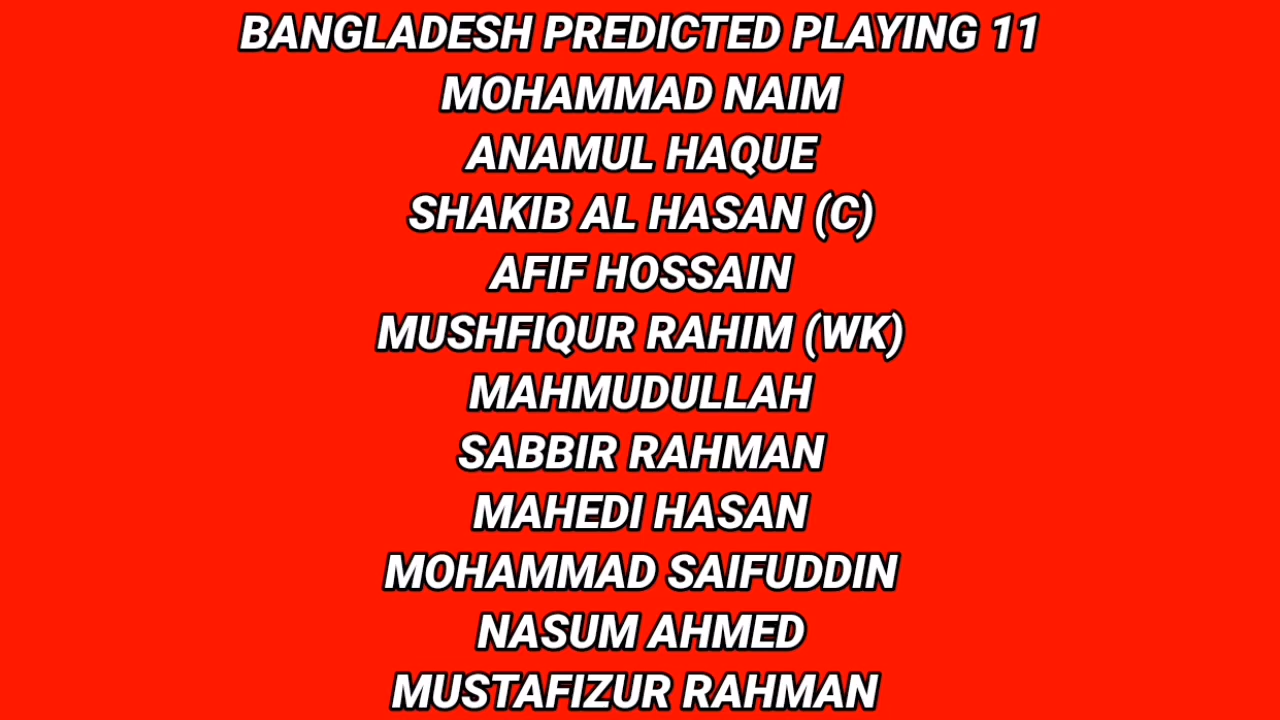 BANGLADESH PREDICTED PLAYING 11
MOHAMMAD NAIM
ANAMUL HAQUE
SHAKIB AL HASAN (C)
AFIF HOSSAIN
MUSHFIQUR RAHIM (WK)
MAHMUDULLAH
SABBIR RAHMAN
MAHEDI HASAN
MOHAMMAD SAIFUDDIN
NASUM AHMED
MUSTAFIZUR RAHMAN